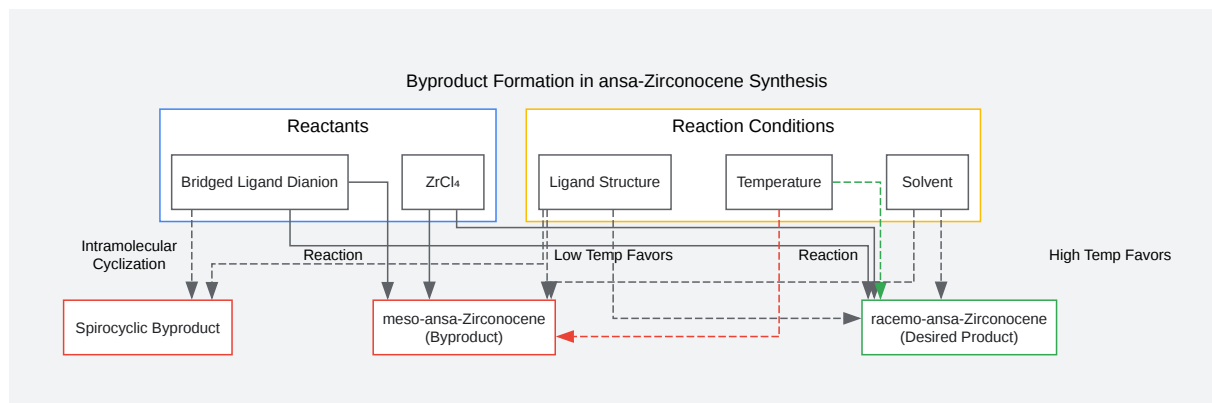 Byproduct Formation in ansa-Zirconocene Synthesis
Reactants
Reaction Conditions
Bridged Ligand Dianion
ZrCl₄
Ligand Structure
Temperature
Solvent
Intramolecular
Cyclization
Reaction
Low Temp Favors
Reaction
High Temp Favors
Spirocyclic Byproduct
meso-ansa-Zirconocene
(Byproduct)
racemo-ansa-Zirconocene
(Desired Product)